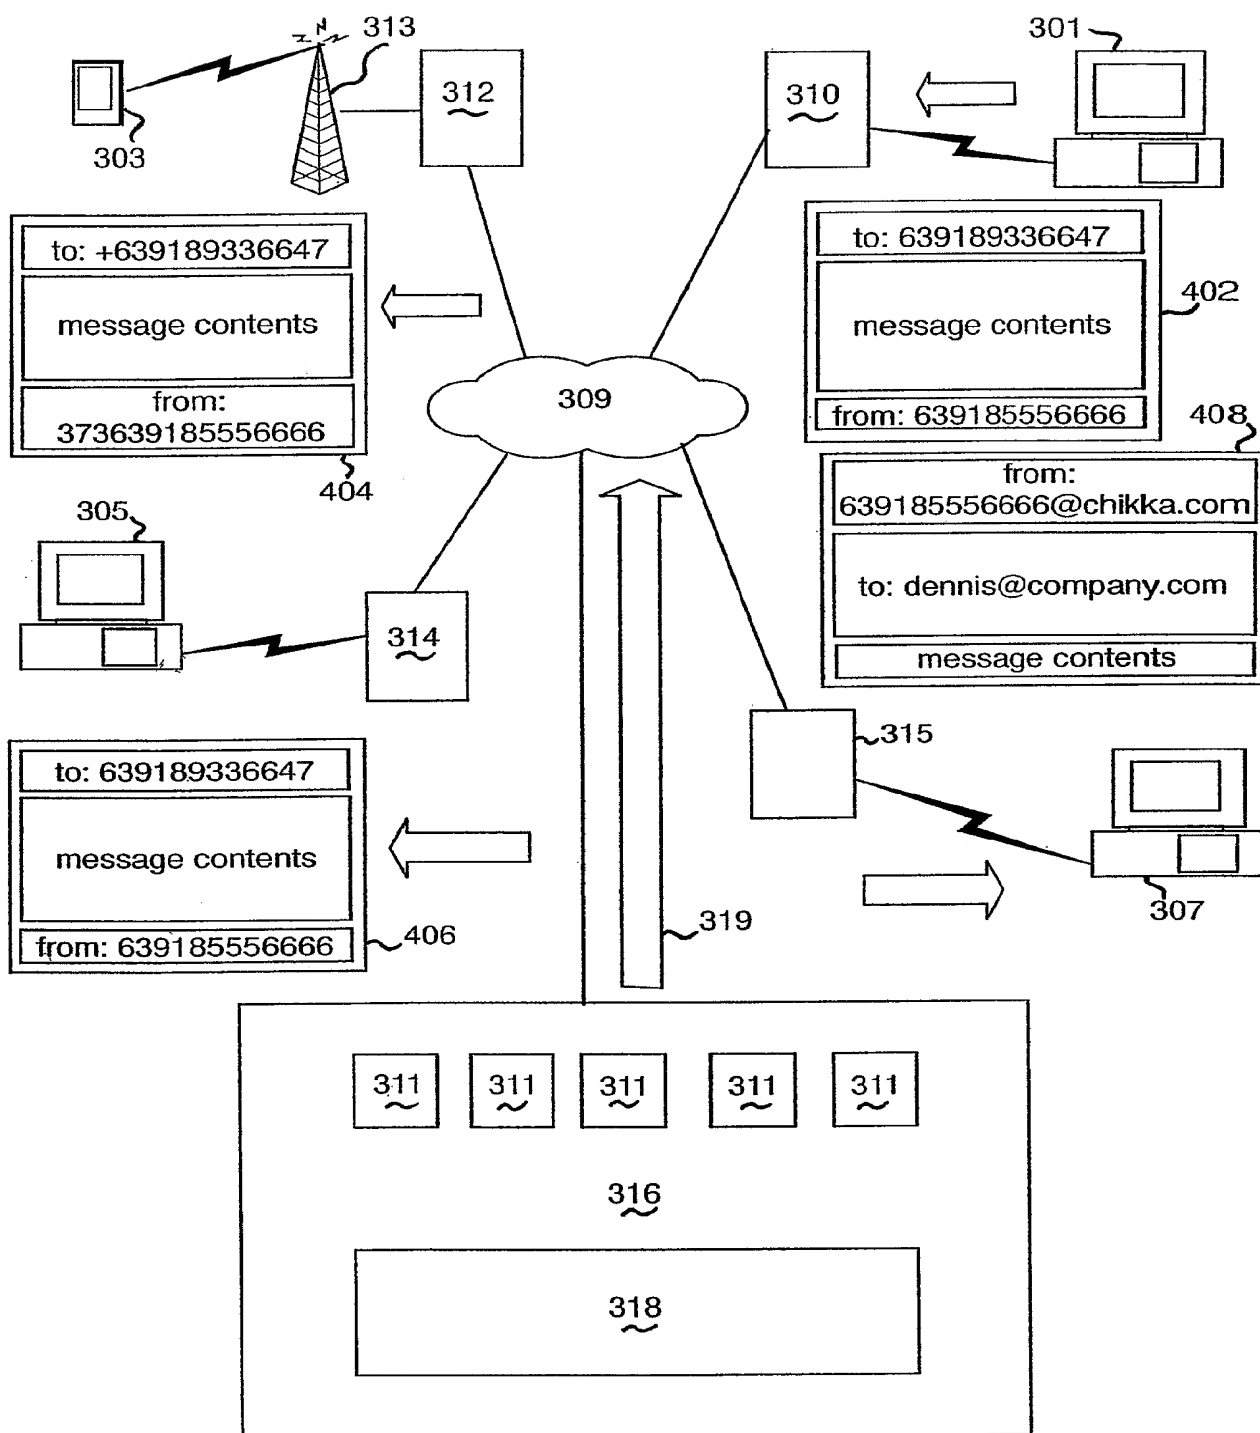 313
301
312
310
303
to: +639189336647
message contents
from:
373639185556666
404
to: 639189336647
message contents
from: 639185556666
402
309
408
from:
639185556666@chikka.com
to: dennis@company.com
message contents
305
314
315
307
to: 639189336647
message contents
from: 639185556666
406
319
311
311
311
311
311
316
318